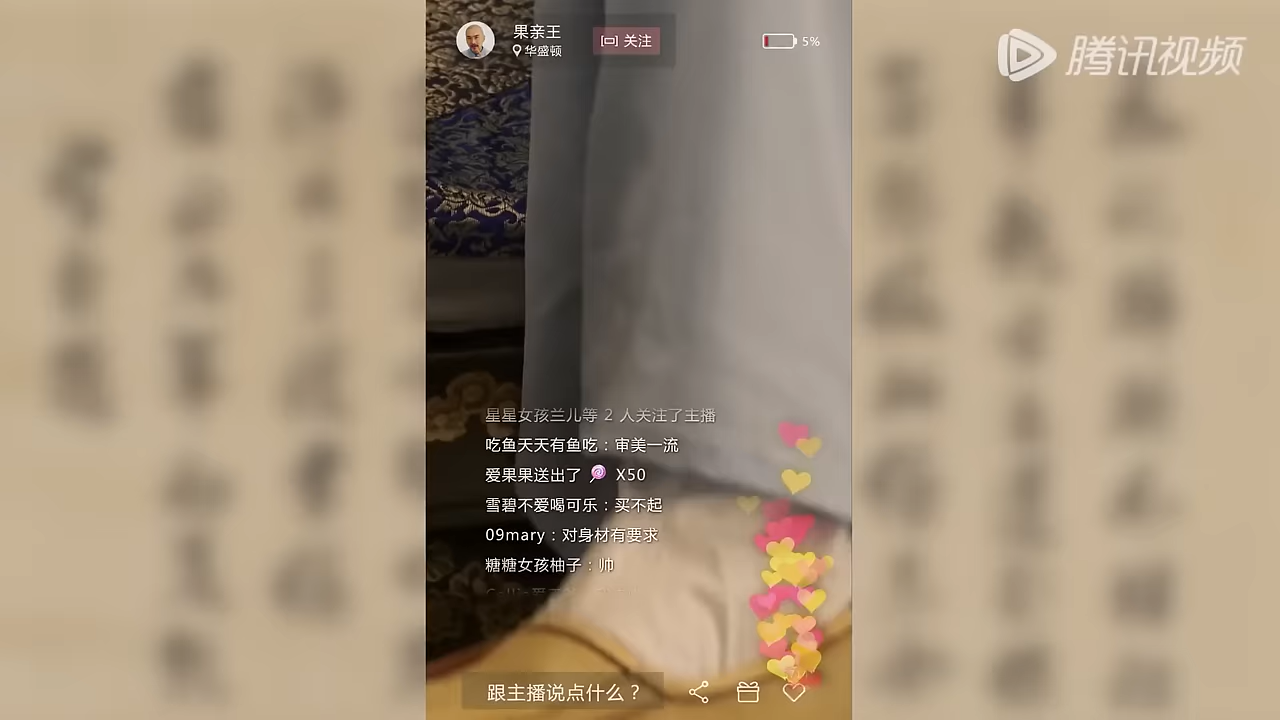 果亲王
华盛顿
关注
5%
腾讯视频
星星女孩兰儿等 2 人关注了主播
吃鱼天天有鱼吃：审美一流
爱果果送出了 X50
雪碧不爱喝可乐：买不起
09mary：对身材有要求
糖糖女孩柚子：帅
跟主播说点什么？